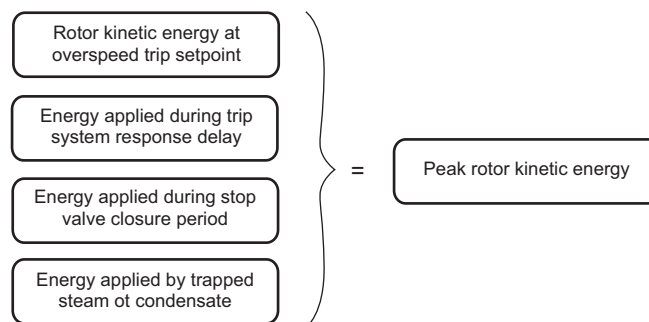 Rotor kinetic energy at
overspeed trip setpoint
Energy applied during trip
system response delay
Energy applied during stop
valve closure period
Energy applied by trapped
steam ot condensate
=
Peak rotor kinetic energy